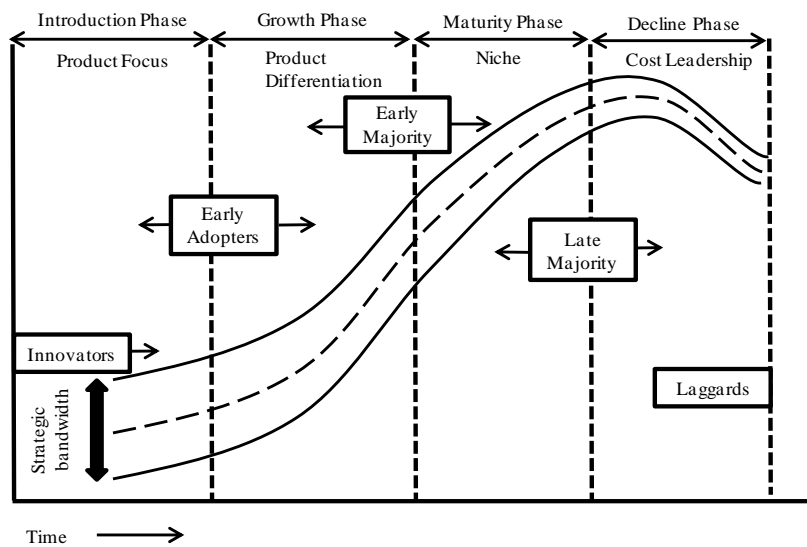 Introduction Phase
Growth Phase
Maturity Phase
Decline Phase
Product Focus
Product
Differentiation
Niche
Cost Leadership
Early
Majority
Early
Adopters
Late
Majority
Innovators
Laggards
Strategic
bandwidth
Time